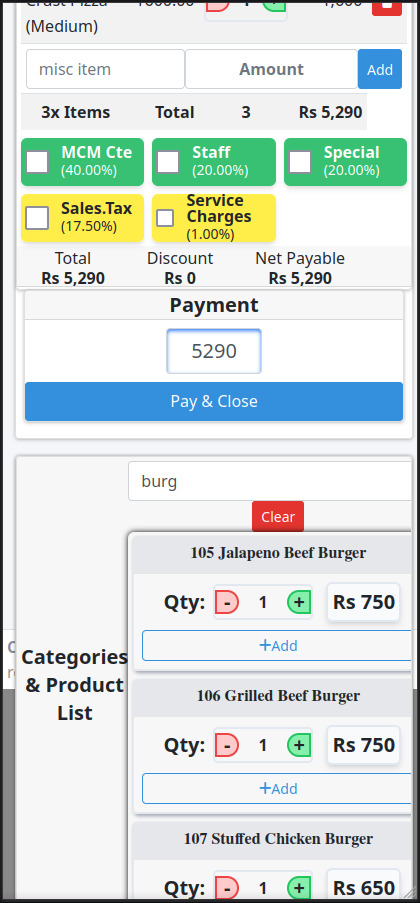 Crust Pizza
1
(Medium)
misc item Amount Add
3x Items Total 3 Rs 5,290
MCM Cte
(40.00%)
Staff
(20.00%)
Special
(20.00%)
Sales.Tax
(17.50%)
Service
Charges
(1.00%)
Total Discount Net Payable
Rs 5,290 Rs 0 Rs 5,290
Payment
5290
Pay & Close
burg
Clear
Categories
& Product
List
105 Jalapeno Beef Burger
Qty: - 1 + Rs 750
+Add
106 Grilled Beef Burger
Qty: - 1 + Rs 750
+Add
107 Stuffed Chicken Burger
Qty: - 1 + Rs 650